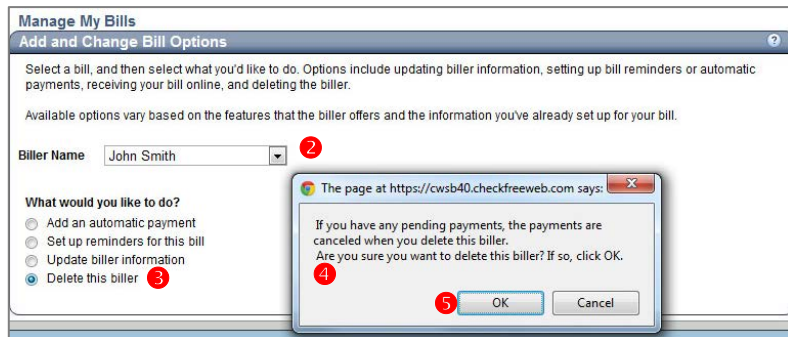 Manage My Bills
Add and Change Bill Options ?
Select a bill, and then select what you'd like to do. Options include updating biller information, setting up bill reminders or automatic
payments, receiving your bill online, and deleting the biller.
Available options vary based on the features that the biller offers and the information you've already set up for your bill.
Biller Name John Smith 2
What would you like to do?
Add an automatic payment
Set up reminders for this bill
Update biller information
Delete this biller 3
The page at https://cwsb40.checkfreeweb.com says: X
If you have any pending payments, the payments are
canceled when you delete this biller.
Are you sure you want to delete this biller? If so, click OK.
4
5 OK Cancel